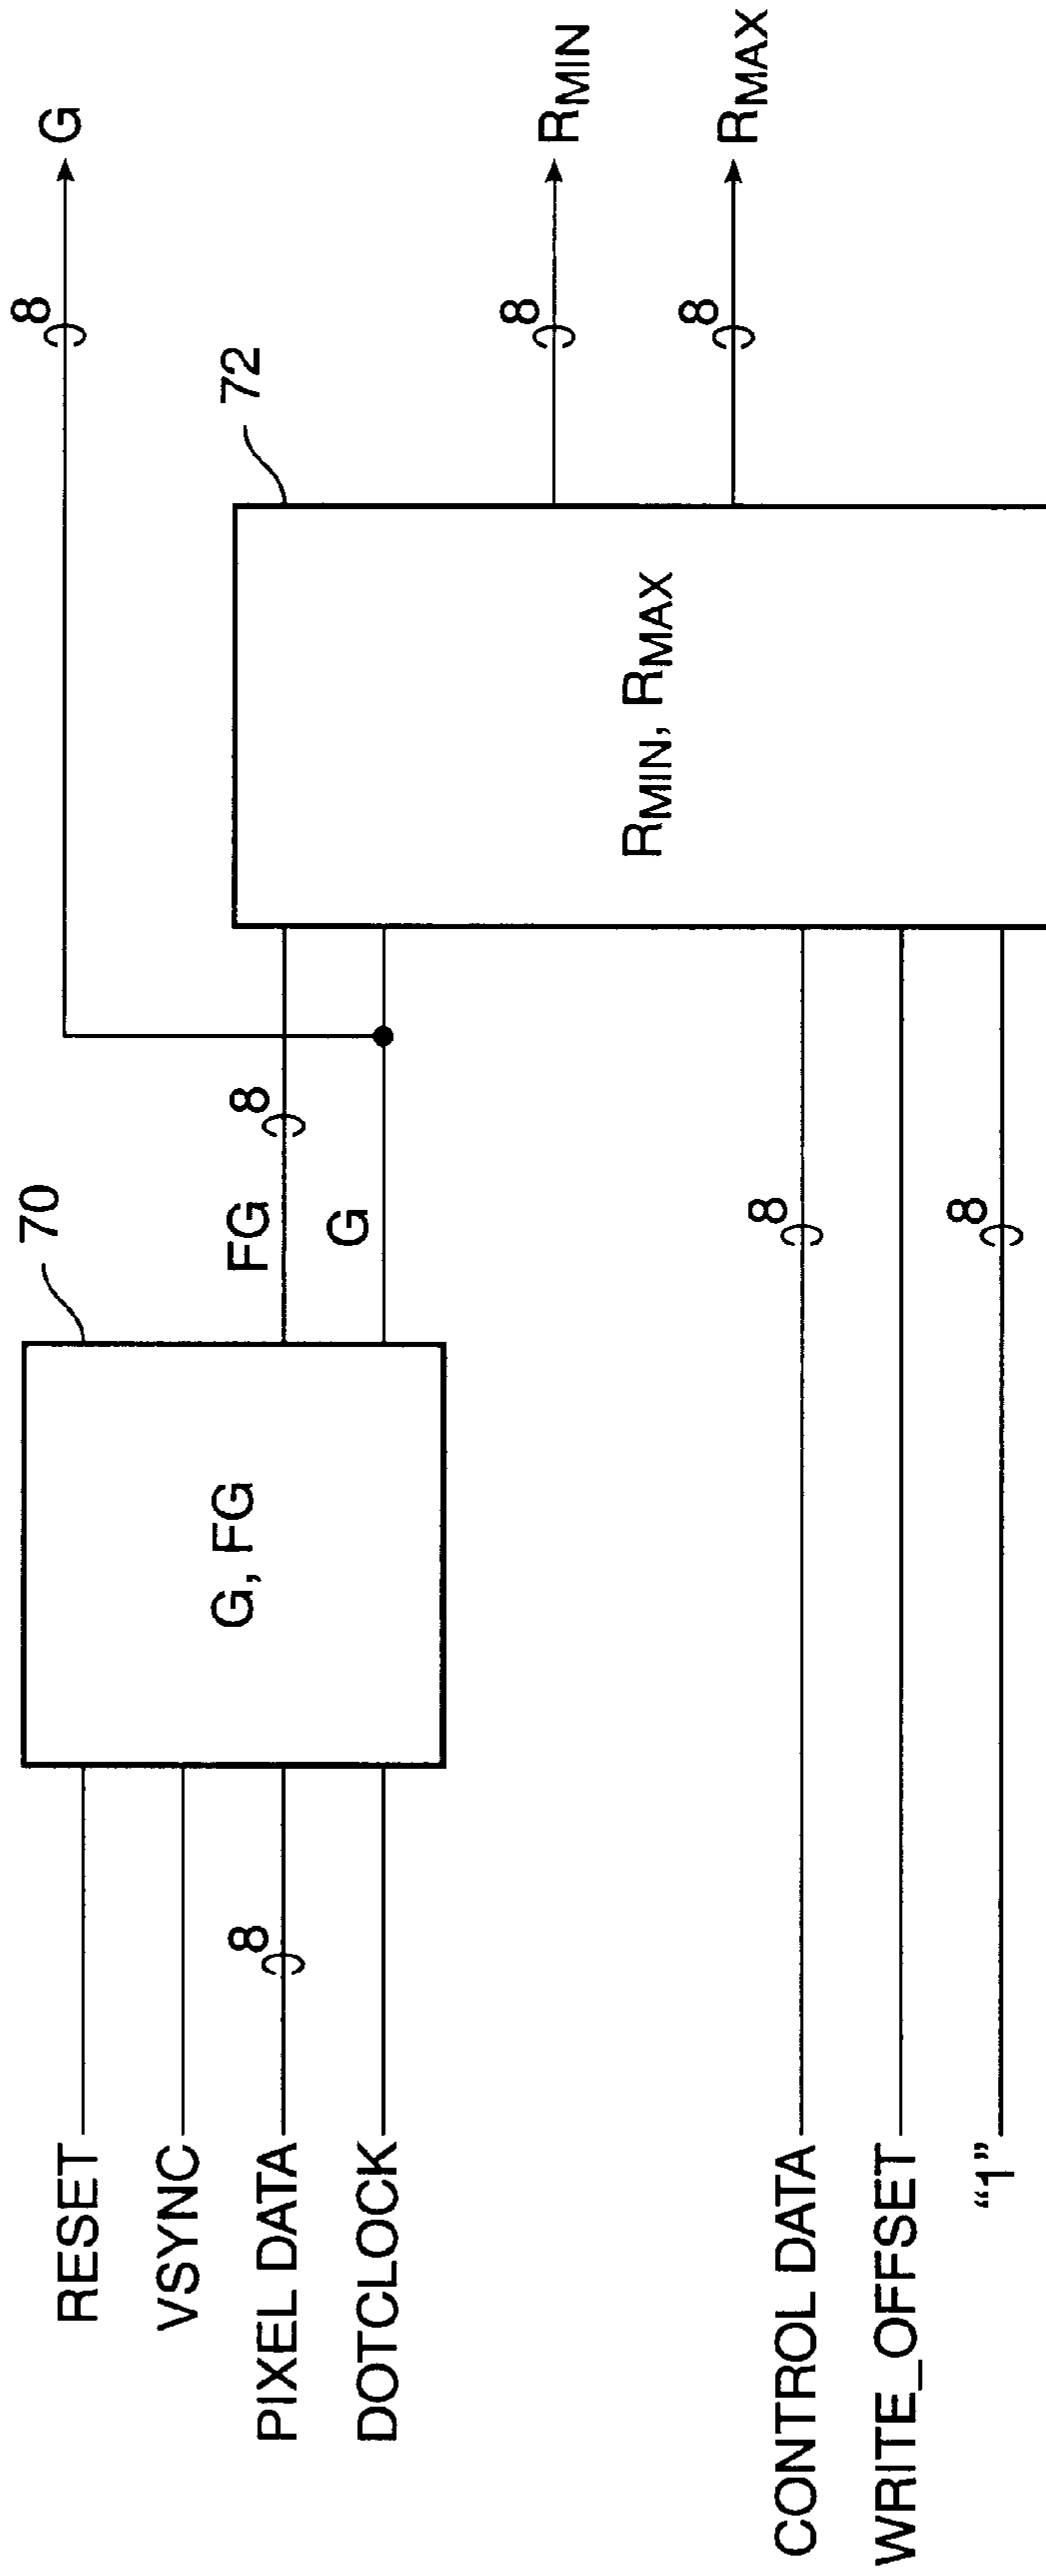 RESET
VSYNC
PIXEL DATA
DOTCLOCK
8
70
G, FG
FG
8
G
8
G
72
RMIN, RMAX
8
RMIN
8
RMAX
CONTROL DATA
8
WRITE_OFFSET
“1”
8